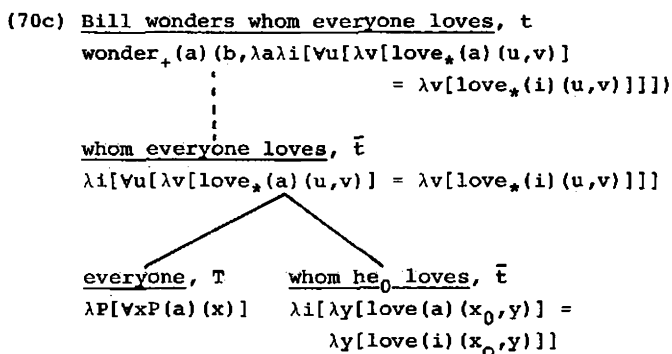 (70c) Bill wonders whom everyone loves, t
wonder₊(a)(b,λaλi[∀u[λv[love⁎(a)(u,v)]
= λv[love⁎(i)(u,v)]]])
whom everyone loves, t̄
λi[∀u[λv[love⁎(a)(u,v)] = λv[love⁎(i)(u,v)]]]
everyone, T whom he₀ loves, t̄
λP[∀xP(a)(x)] λi[λy[love(a)(x₀,y)] =
λy[love(i)(x₀,y)]]